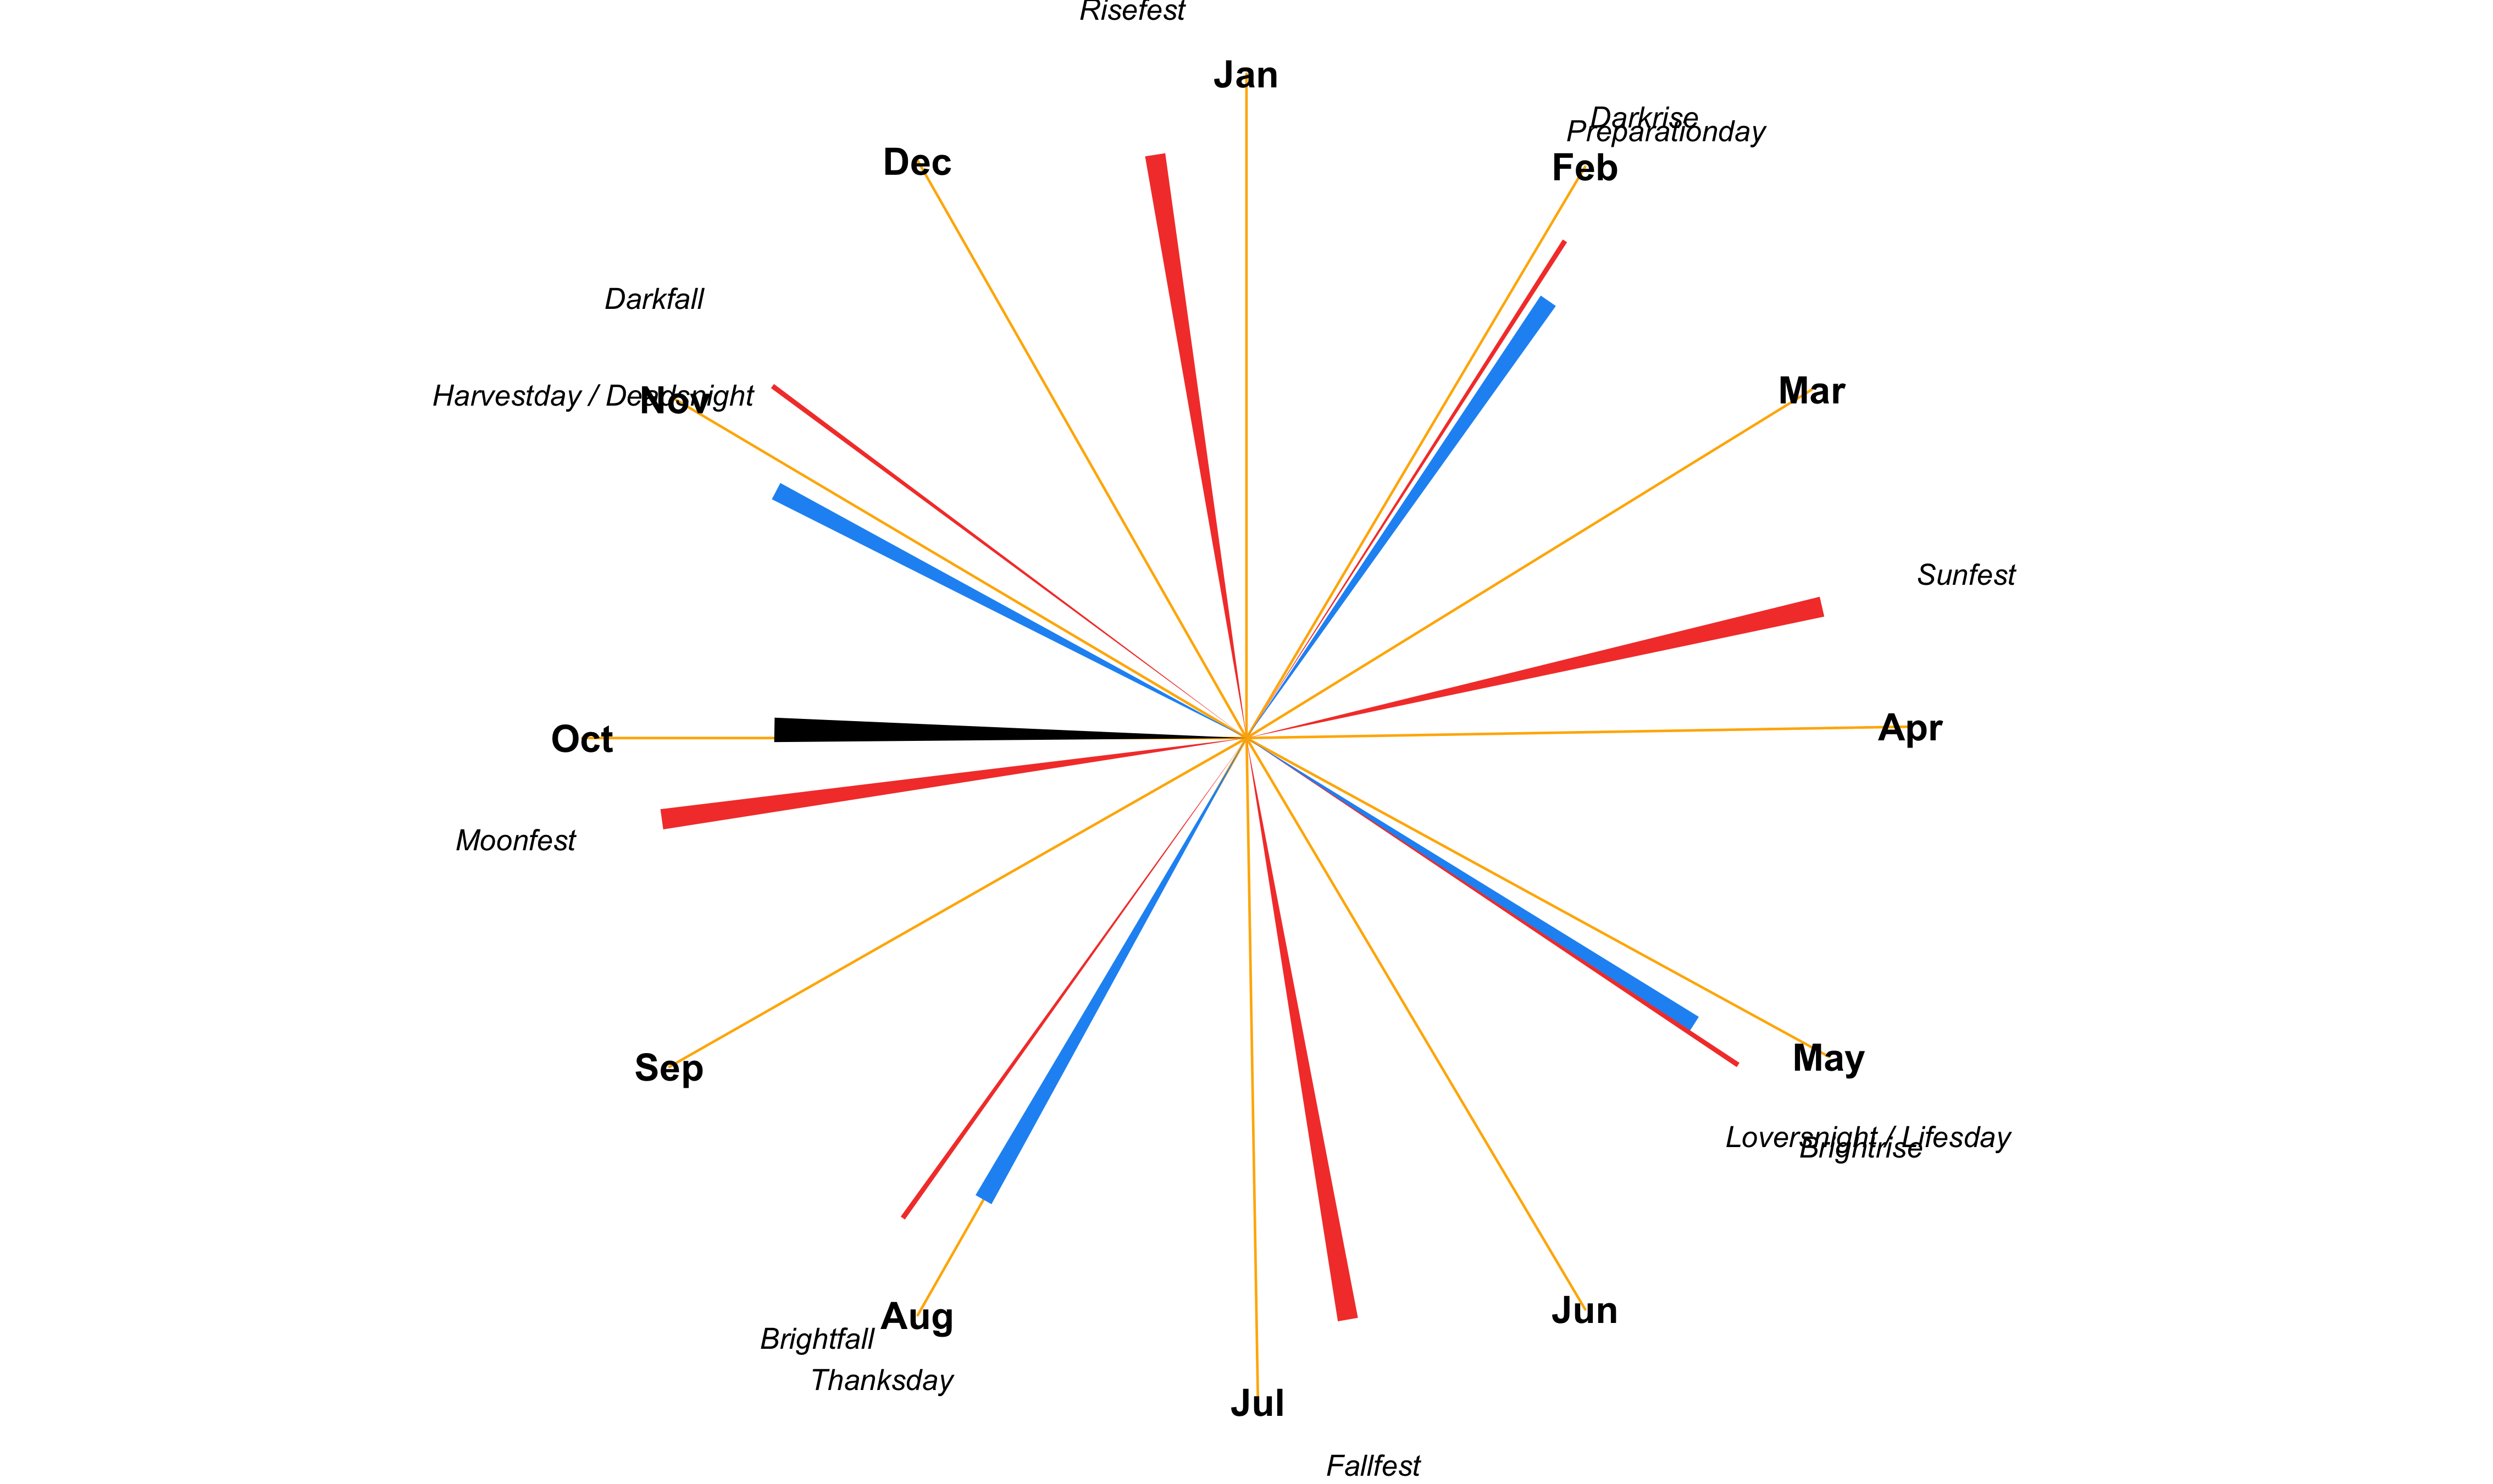 Risefest
Jan
Darkrise
Preparationday
Feb
Dec
Darkfall
Harvestday / Deadsnight
Nov
Mar
Sunfest
Oct
Apr
Moonfest
Sep
May
Loversnight / Lifesday
Brightrise
Aug
Jun
Brightfall
Thanksday
Jul
Fallfest